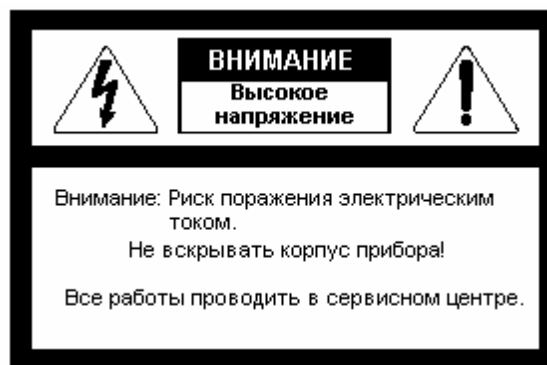 ВНИМАНИЕ
Высокое
напряжение
Внимание: Риск поражения электрическим
током.
Не вскрывать корпус прибора!
Все работы проводить в сервисном центре.